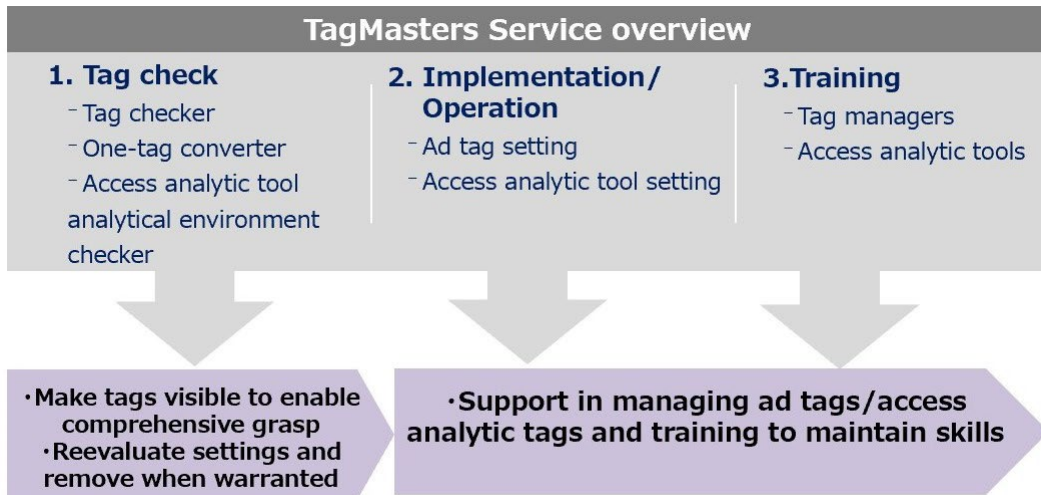 TagMasters Service overview
1. Tag check
- Tag checker
- One-tag converter
- Access analytic tool
analytical environment
checker
2. Implementation/
Operation
- Ad tag setting
- Access analytic tool setting
3.Training
- Tag managers
- Access analytic tools
・Make tags visible to enable
comprehensive grasp
・Reevaluate settings and
remove when warranted
・Support in managing ad tags/access
analytic tags and training to maintain skills